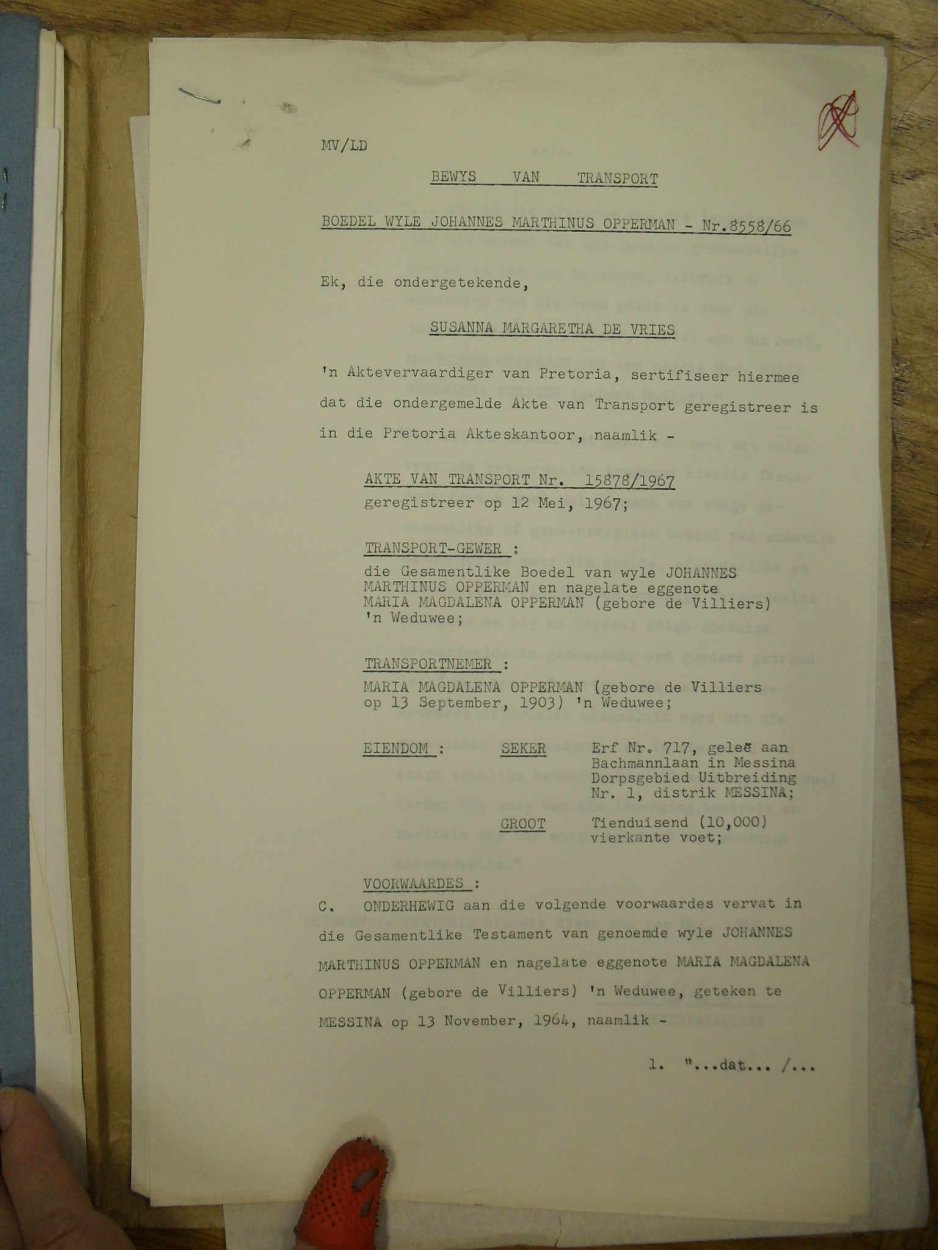 MV/LD
BEWYS VAN TRANSPORT
BOEDEL WYLE JOHANNES MARTHINUS OPPERMAN - Nr.8558/66
Ek, die ondergetekende,
SUSANNA MARGARETHA DE VRIES
'n Aktevervaardiger van Pretoria, sertifiseer hiermee
dat die ondergemelde Akte van Transport geregistreer is
in die Pretoria Akteskantoor, naamlik -
AKTE VAN TRANSPORT Nr. 15878/1967
geregistreer op 12 Mei, 1967;
TRANSPORT-GEWER :
die Gesamentlike Boedel van wyle JOHANNES
MARTHINUS OPPERMAN en nagelate eggenote
MARIA MAGDALENA OPPERMAN (gebore de Villiers)
'n Weduwee;
TRANSPORTNEMER :
MARIA MAGDALENA OPPERMAN (gebore de Villiers
op 13 September, 1903) 'n Weduwee;
EIENDOM : SEKER Erf Nr. 717, geleë aan
Bachmannlaan in Messina
Dorpsgebied Uitbreiding
Nr. 1, distrik MESSINA;
GROOT Tienduisend (10,000)
vierkante voet;
VOORWAARDES :
C. ONDERHEWIG aan die volgende voorwaardes vervat in
die Gesamentlike Testament van genoemde wyle JOHANNES
MARTHINUS OPPERMAN en nagelate eggenote MARIA MAGDALENA
OPPERMAN (gebore de Villiers) 'n Weduwee, geteken te
MESSINA op 13 November, 1964, naamlik -
1. "...dat... /...